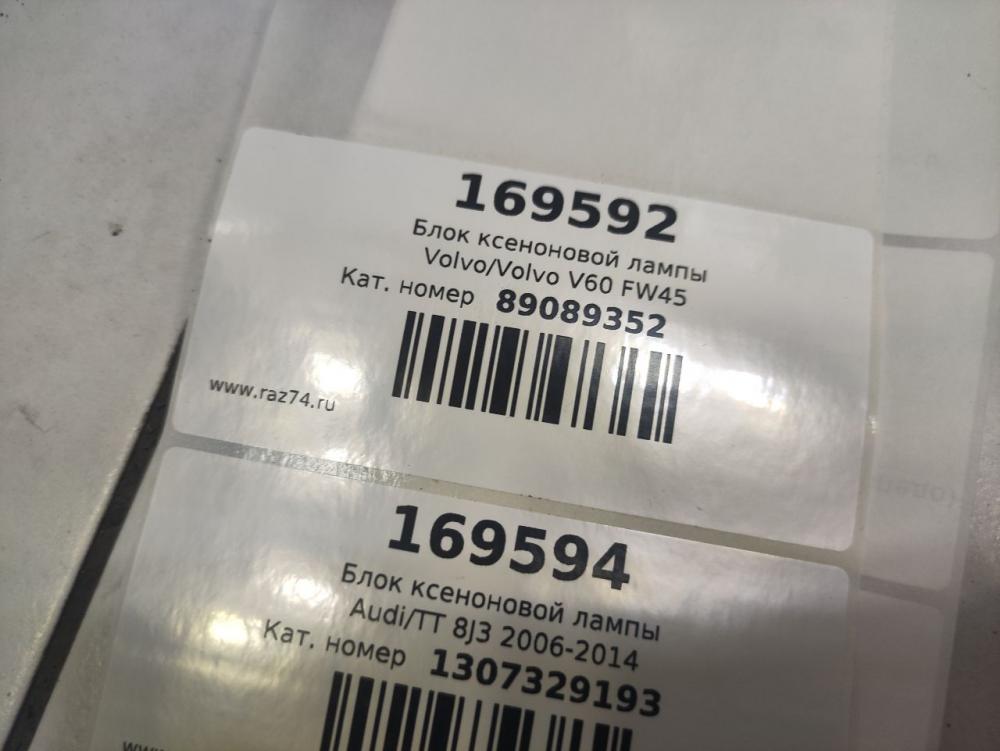 169592
Блок ксеноновой лампы
Volvo/Volvo V60 FW45
Кат. номер 89089352
www.raz74.ru
169594
Блок ксеноновой лампы
Audi/TT 8J3 2006-2014
Кат. номер 1307329193